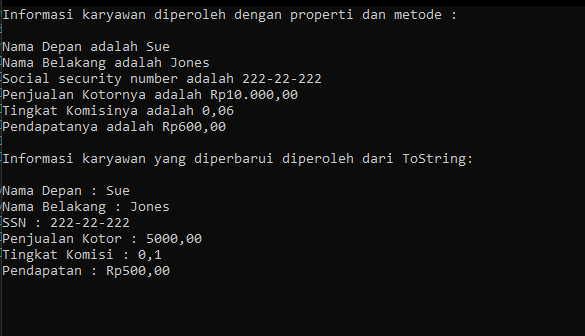 Informasi karyawan diperoleh dengan properti dan metode :
Nama Depan adalah Sue
Nama Belakang adalah Jones
Social security number adalah 222-22-222
Penjualan Kotornya adalah Rp10.000,00
Tingkat Komisinya adalah 0,06
Pendapatanya adalah Rp600,00
Informasi karyawan yang diperbarui diperoleh dari ToString:
Nama Depan : Sue
Nama Belakang : Jones
SSN : 222-22-222
Penjualan Kotor : 5000,00
Tingkat Komisi : 0,1
Pendapatan : Rp500,00